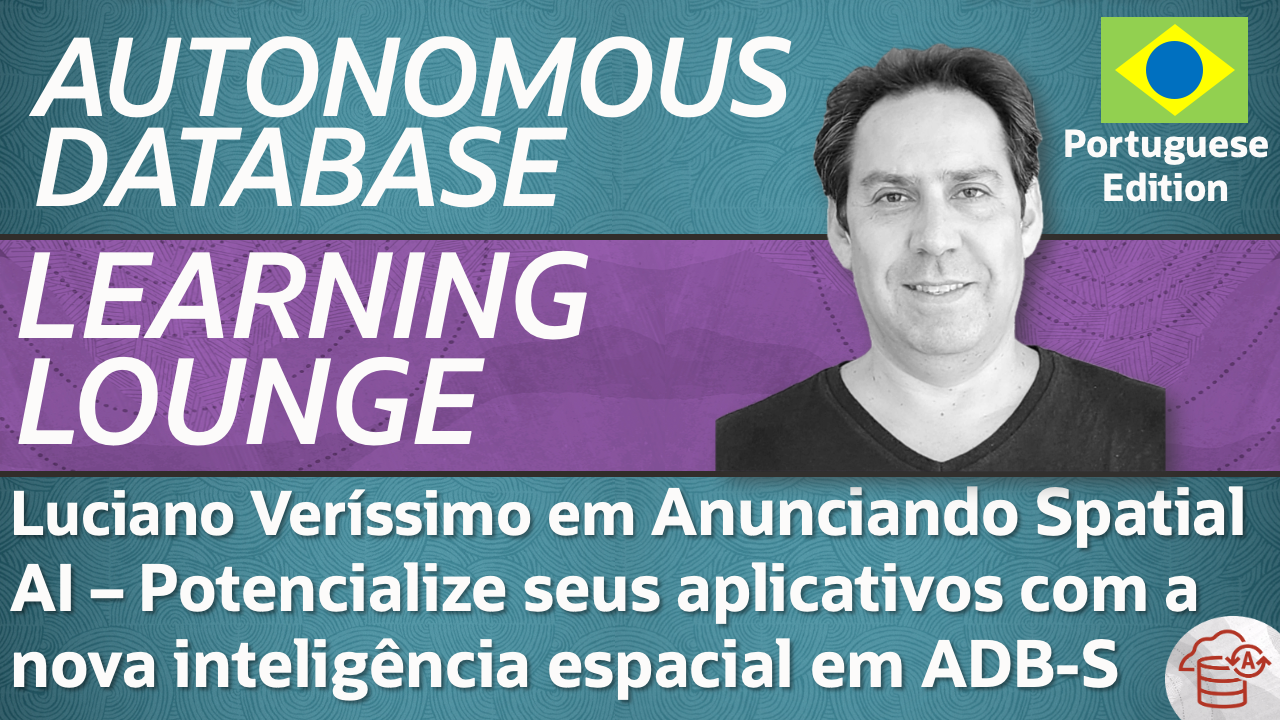 AUTONOMOUS
DATABASE
Portuguese
Edition
LEARNING
LOUNGE
Luciano Veríssimo em Anunciando Spatial
AI – Potencialize seus aplicativos com a
nova inteligência espacial em ADB-S
A